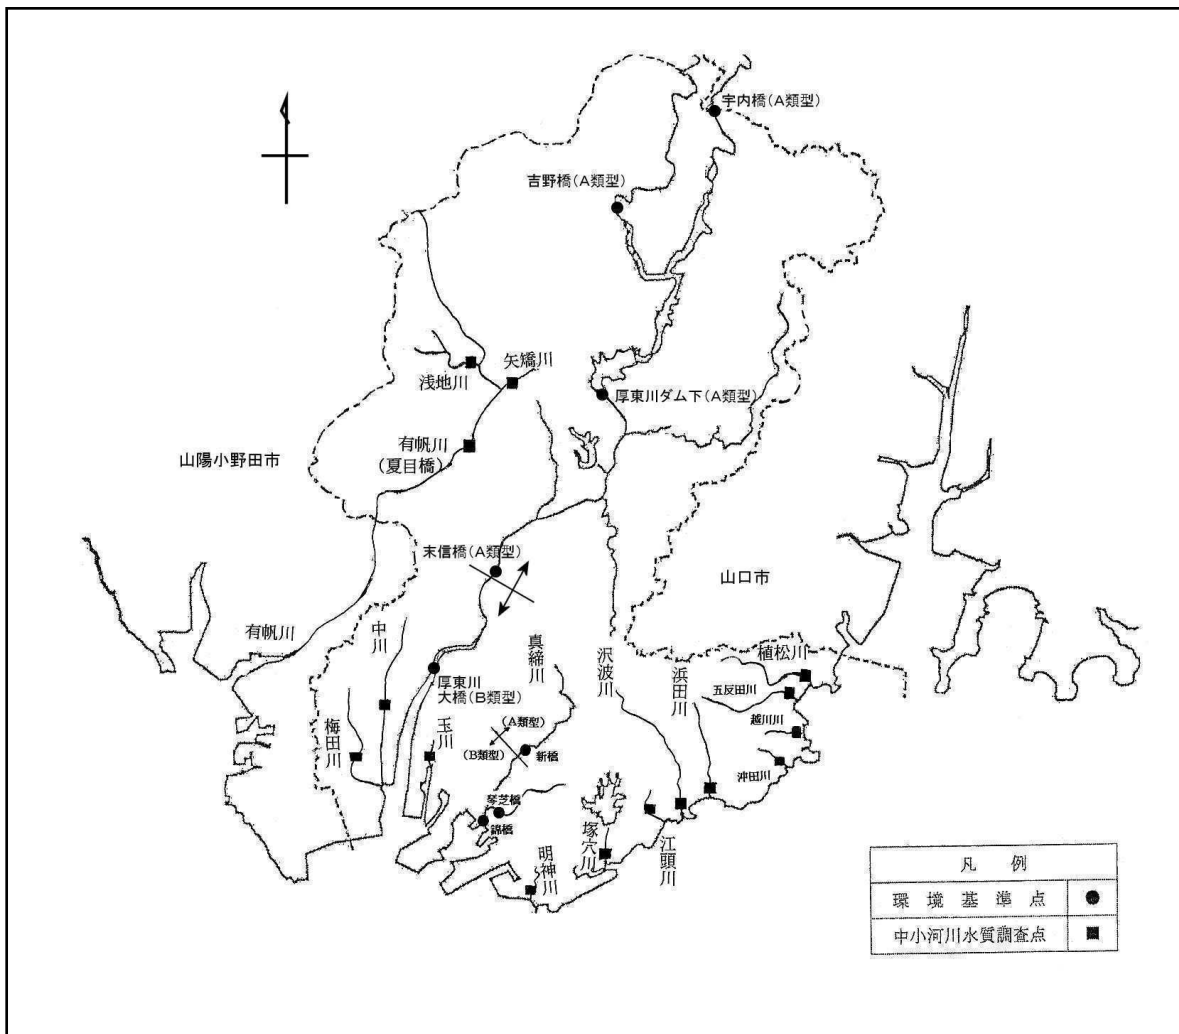 宇内橋(A類型)
吉野橋(A類型)
矢矯川
浅地川
厚東川ダム下(A類型)
有帆川
(夏目橋)
山陽小野田市
末信橋(A類型)
山口市
有帆川
中川
真締川
沢波川
浜田川
植松川
五反田川
厚東川
大橋(B類型)
玉川
梅田川
(A類型)
(B類型)
新橋
越川川
沖田川
琴芝橋
錦橋
塚穴川
江頭川
明神川
凡例
環境基準点
中小河川水質調査点